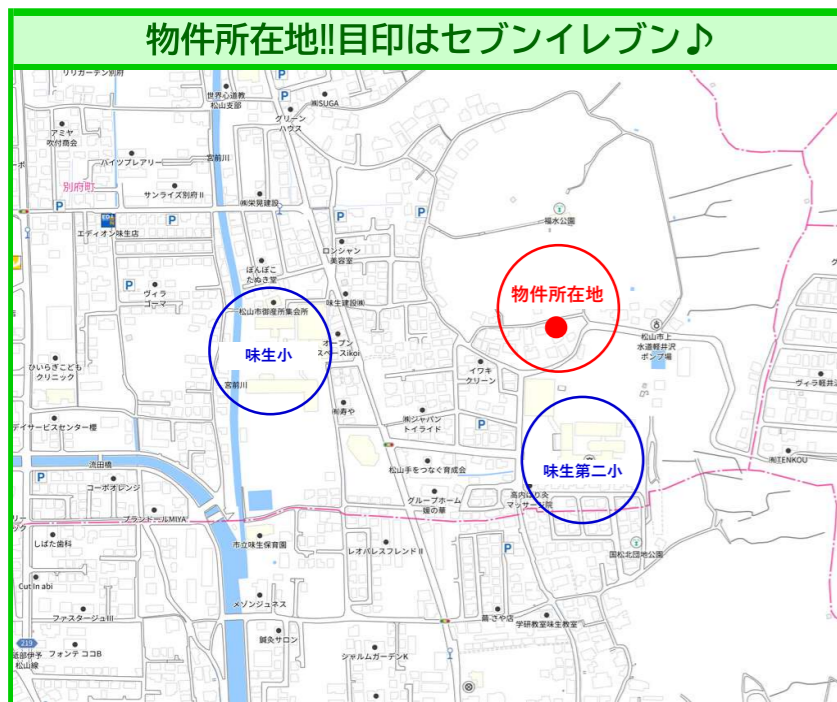 物件所在地!!目印はセブンイレブン♪
リリガーデン別府
世界心道教
松山支部
㈱SUGA
グリーン
ハウス
アミヤ
吹付商会
ハイツプレアリー
宮前川
別府町
サンライズ別府Ⅱ
㈱栄晃建設
エディオン味生店
福水公園
ロンシャン
美容室
ぽんぽこ
たぬき堂
ヴィラ
ゴーマ
物件所在地
松山市御産所集会所
味生建設㈱
松山市上
水道軽井沢
ポンプ場
味生小
オープン
スペースikoi
ひいらぎこども
クリニック
宮前川
イワキ
クリーン
ヴィラ軽井沢
㈲寿や
㈱ジャパン
トイライド
デイサービスセンター櫻
流田橋
松山手をつなぐ育成会
味生第二小
㈲TENKOU
コーポオレンジ
グループホーム
媛の華
高内はり灸
マッサージ院
ブランドールMIYA
しばた歯科
市立味生保育園
レオパレスフレンドⅡ
国松北団地公園
Cut In abi
メゾンジュネス
ファスタージュⅢ
繭さや店
学研教室味生教室
鍼灸サロン
フォンテ ココB
シャルムガーデンK
松山線